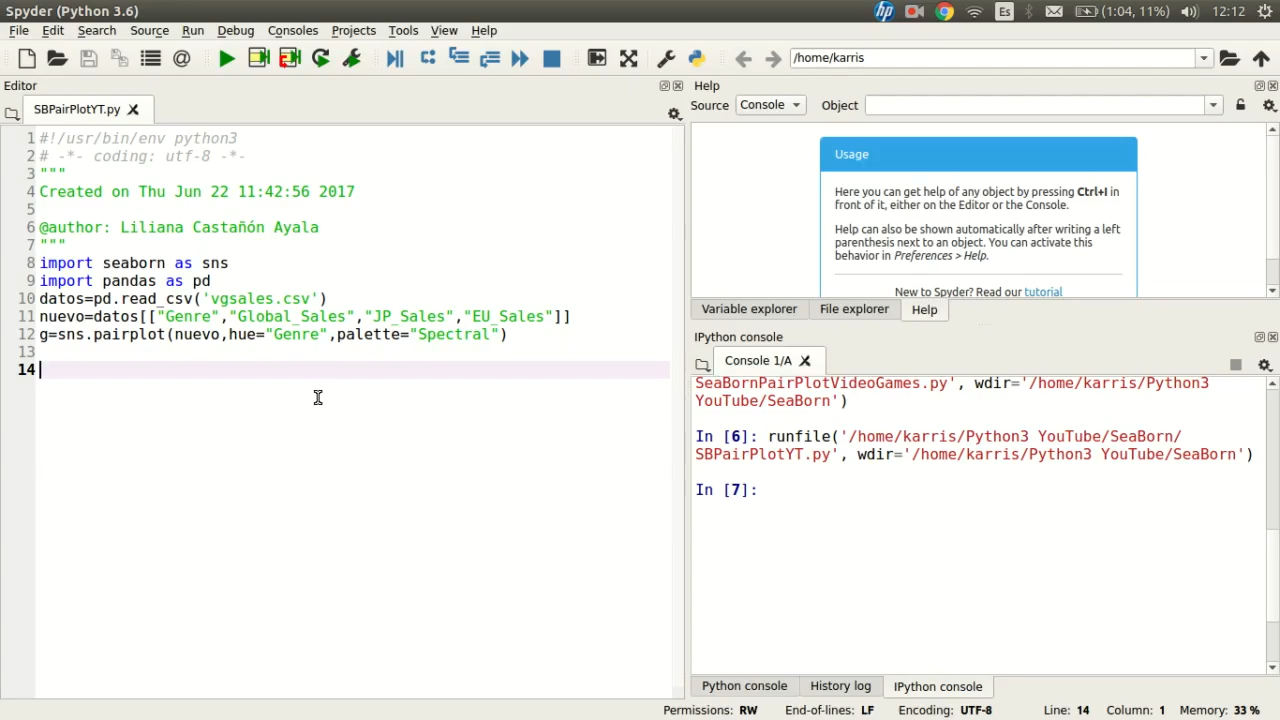 Spyder (Python 3.6)
hp
Es
(1:04, 11%)
12:12
File Edit Search Source Run Debug Consoles Projects Tools View Help
/home/karris
Editor
SBPairPlotYT.py
1 #!/usr/bin/env python3
2 # -*- coding: utf-8 -*-
3 """
4 Created on Thu Jun 22 11:42:56 2017
5
6 @author: Liliana Castañón Ayala
7 """
8 import seaborn as sns
9 import pandas as pd
10 datos=pd.read_csv('vgsales.csv')
11 nuevo=datos[["Genre","Global_Sales","JP_Sales","EU_Sales"]]
12 g=sns.pairplot(nuevo,hue="Genre",palette="Spectral")
13
14
Help
Source Console Object
Usage
Here you can get help of any object by pressing Ctrl+I in
front of it, either on the Editor or the Console.
Help can also be shown automatically after writing a left
parenthesis next to an object. You can activate this
behavior in Preferences > Help.
New to Spyder? Read our tutorial
Variable explorer File explorer Help
IPython console
Console 1/A
SeaBornPairPlotVideoGames.py', wdir='/home/karris/Python3
YouTube/SeaBorn')
In [6]: runfile('/home/karris/Python3 YouTube/SeaBorn/
SBPairPlotYT.py', wdir='/home/karris/Python3 YouTube/SeaBorn')
In [7]:
Python console History log IPython console
Permissions: RW End-of-lines: LF Encoding: UTF-8 Line: 14 Column: 1 Memory: 33 %